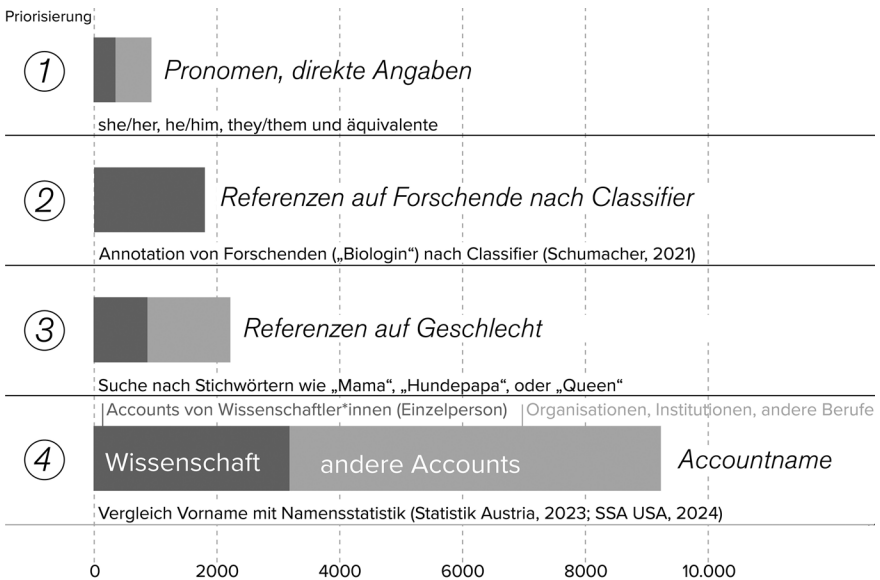 Priorisierung
1
Pronomen, direkte Angaben
she/her, he/him, they/them und äquivalente
2
Referenzen auf Forschende nach Classifier
Annotation von Forschenden („Biologin“) nach Classifier (Schumacher, 2021)
3
Referenzen auf Geschlecht
Suche nach Stichwörtern wie „Mama“, „Hundepapa“, oder „Queen“
Accounts von Wissenschaftler*innen (Einzelperson) Organisationen, Institutionen, andere Berufe
4
Wissenschaft andere Accounts Accountname
Vergleich Vorname mit Namensstatistik (Statistik Austria, 2023; SSA USA, 2024)
0 2000 4000 6000 8000 10.000